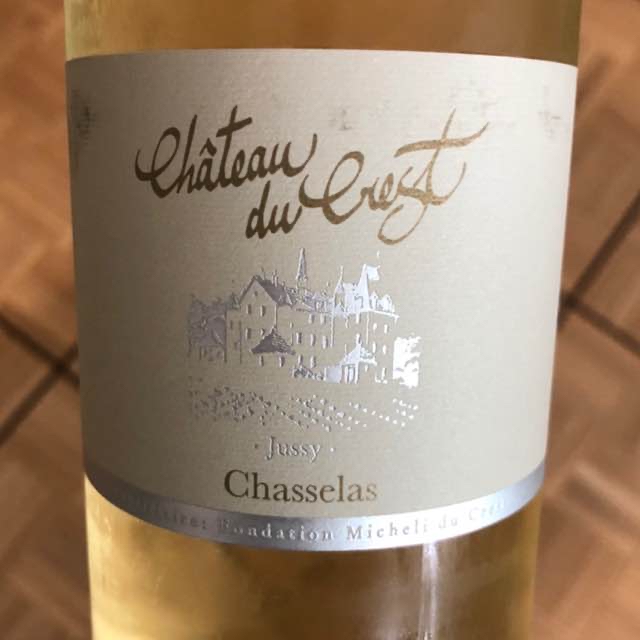 Château
du Crest
· Jussy ·
Chasselas
Fondation Micheli du Crest